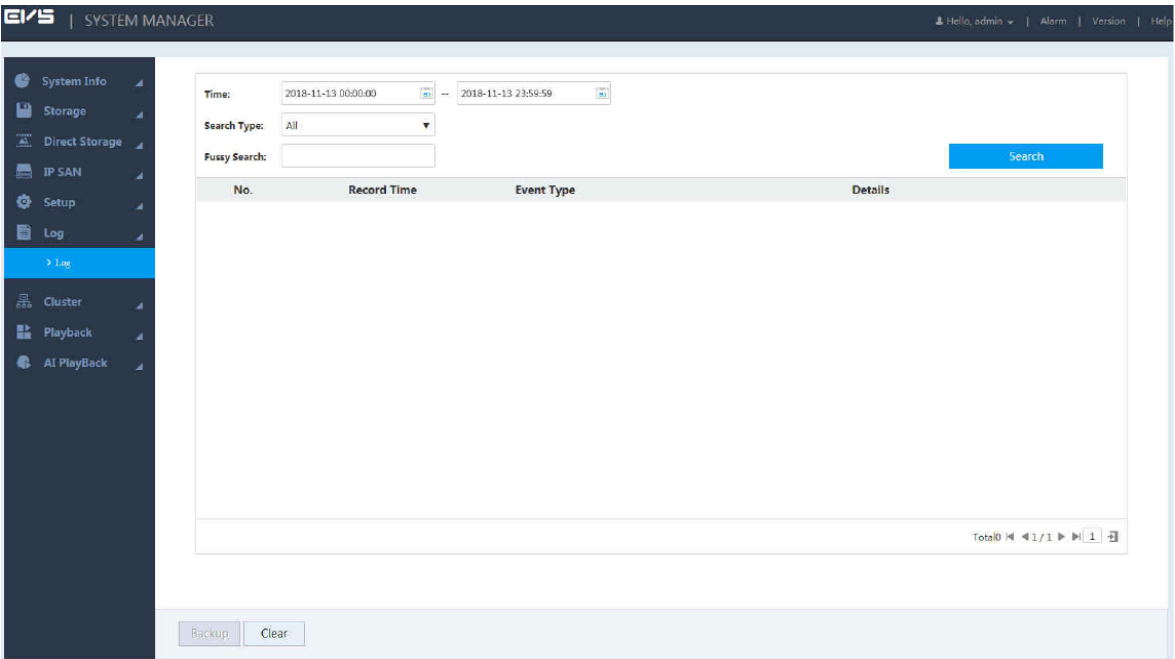 EVS | SYSTEM MANAGER
Hello, admin | Alarm | Version | Help
System Info
Storage
Direct Storage
IP SAN
Setup
Log
> Log
Cluster
Playback
AI PlayBack
Time: 2018-11-13 00:00:00 -- 2018-11-13 23:59:59
Search Type: All
Fussy Search:
Search
No. Record Time Event Type Details
Total0 1/1 1
Backup Clear